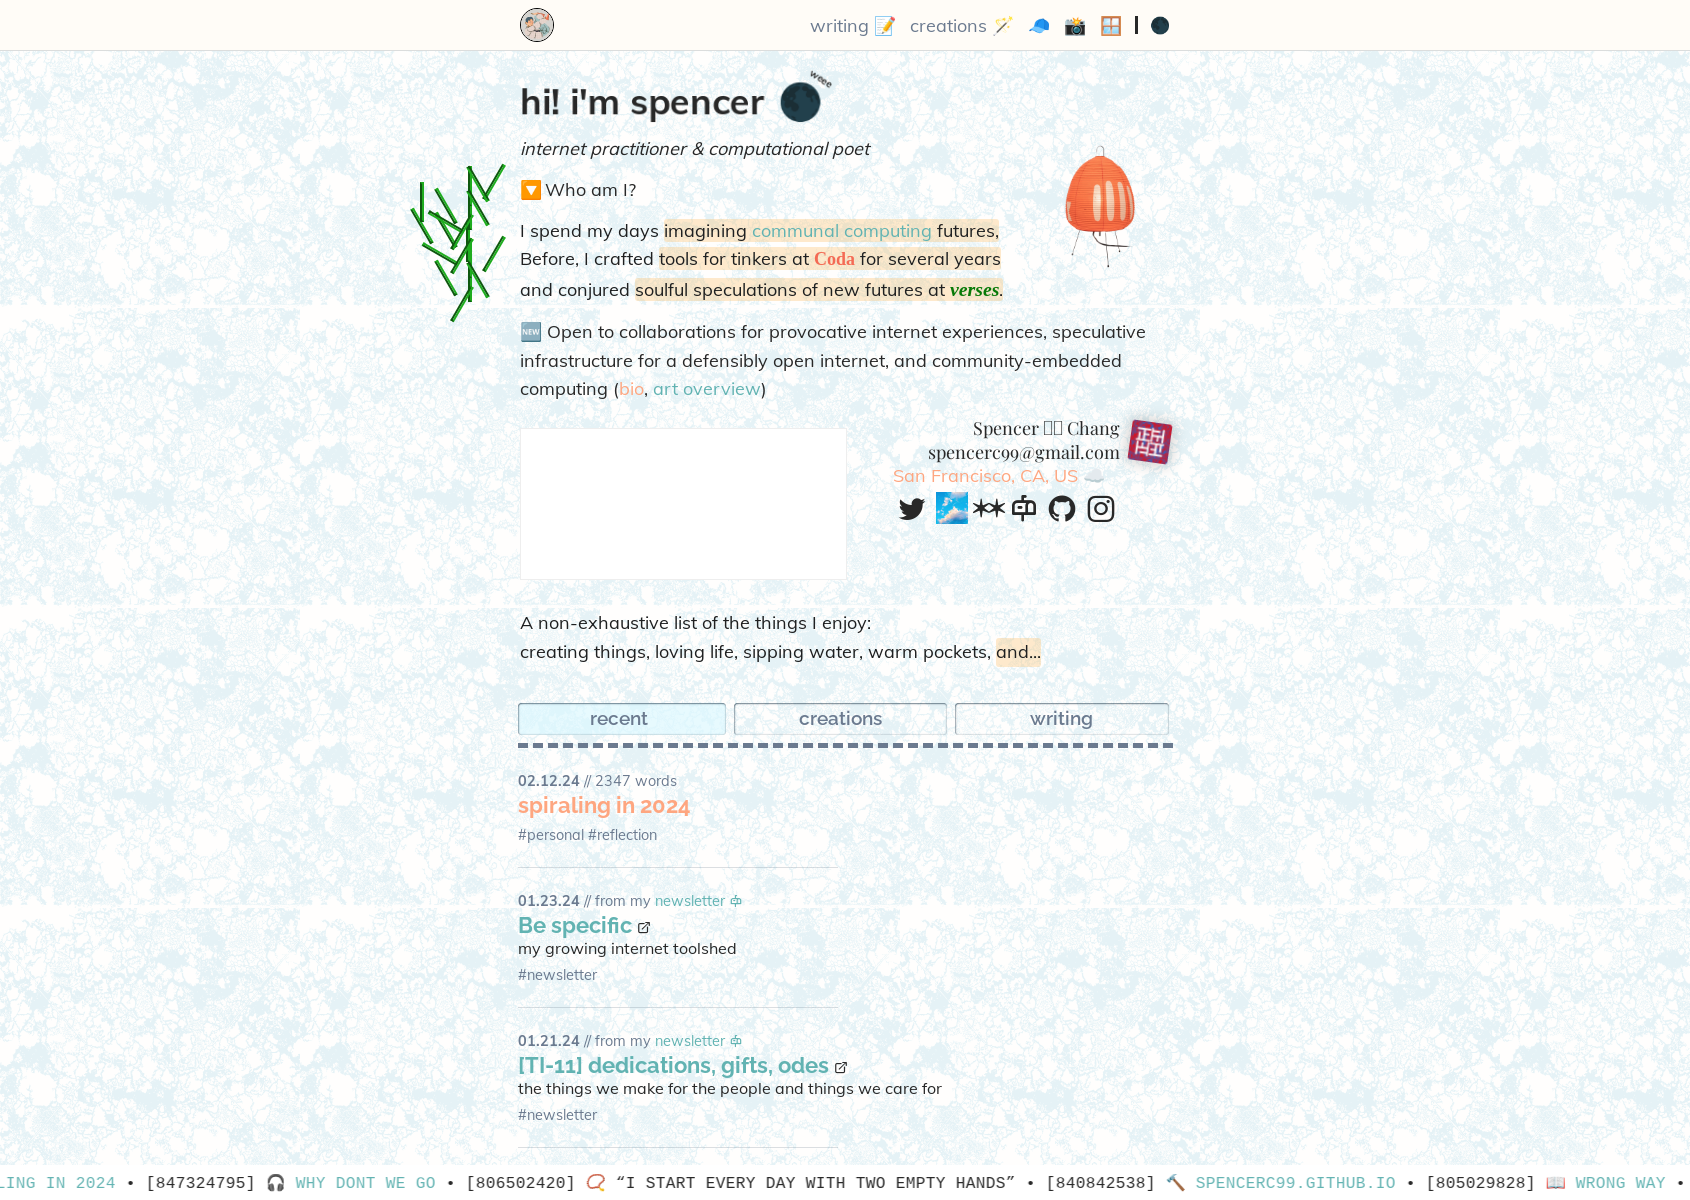 writing 📝 creations 🪄 🧢 📸 🪟 | 🌑
weee
hi! i'm spencer 🌑
internet practitioner & computational poet
🔽 Who am I?
I spend my days imagining communal computing futures,
Before, I crafted tools for tinkers at Coda for several years
and conjured soulful speculations of new futures at verses.
🆕 Open to collaborations for provocative internet experiences, speculative
infrastructure for a defensibly open internet, and community-embedded
computing (bio, art overview)
Spencer Chang
spencerc99@gmail.com
San Francisco, CA, US ☁️
A non-exhaustive list of the things I enjoy:
creating things, loving life, sipping water, warm pockets, and...
recent creations writing
02.12.24 // 2347 words
spiraling in 2024
#personal #reflection
01.23.24 // from my newsletter
Be specific
my growing internet toolshed
#newsletter
01.21.24 // from my newsletter
[TI-11] dedications, gifts, odes
the things we make for the people and things we care for
#newsletter
LING IN 2024 • [847324795] 🎧 WHY DONT WE GO • [806502420] 📿 “I START EVERY DAY WITH TWO EMPTY HANDS” • [840842538] 🔨 SPENCERC99.GITHUB.IO • [805029828] 📖 WRONG WAY •